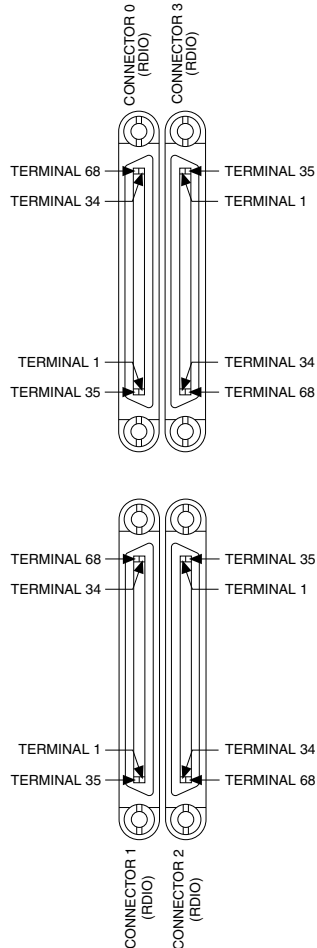 CONNECTOR 0
(RDIO)
CONNECTOR 3
(RDIO)
TERMINAL 68
TERMINAL 35
TERMINAL 34
TERMINAL 1
TERMINAL 1
TERMINAL 34
TERMINAL 35
TERMINAL 68
TERMINAL 68
TERMINAL 35
TERMINAL 34
TERMINAL 1
TERMINAL 1
TERMINAL 34
TERMINAL 35
TERMINAL 68
CONNECTOR 1
(RDIO)
CONNECTOR 2
(RDIO)